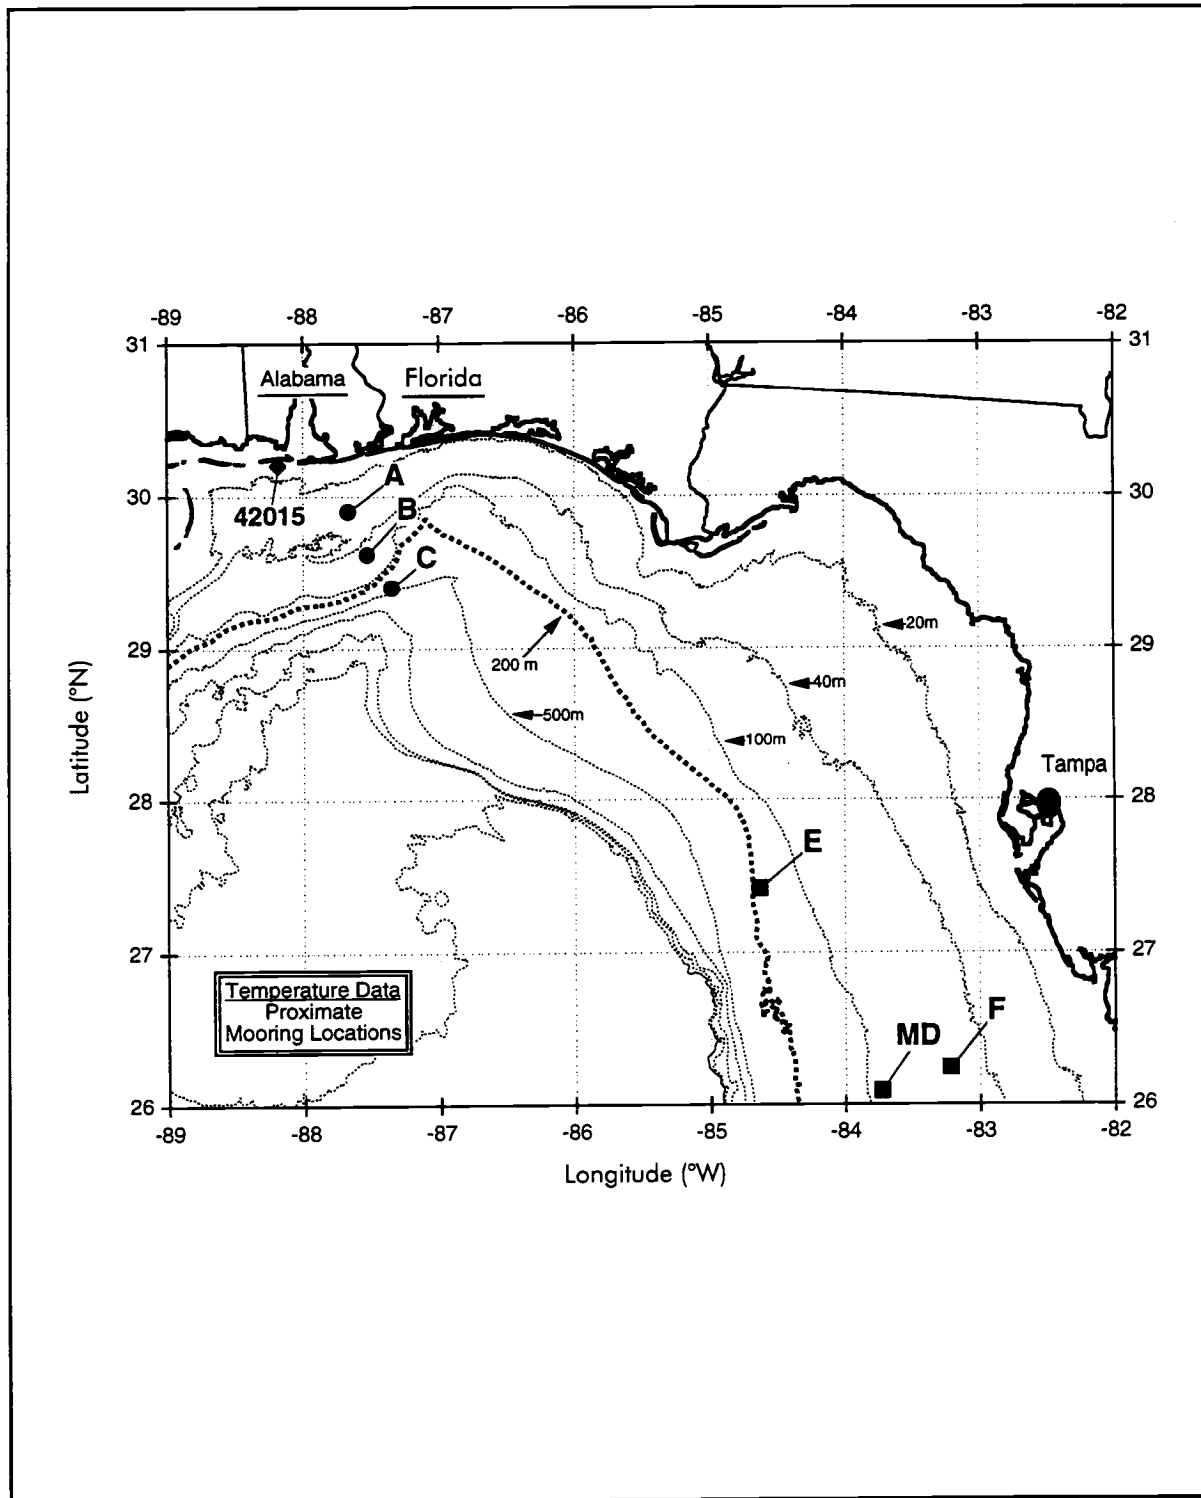 -89 -88 -87 -86 -85 -84 -83 -82
31 31
Alabama Florida
A
30 30
42015 B
C
20m
29 29
200 m
40m
500m
100m
Tampa
28 28
E
27 27
Temperature Data
Proximate
Mooring Locations
F
MD
26 26
-89 -88 -87 -86 -85 -84 -83 -82
Longitude (°W)
Latitude (°N)